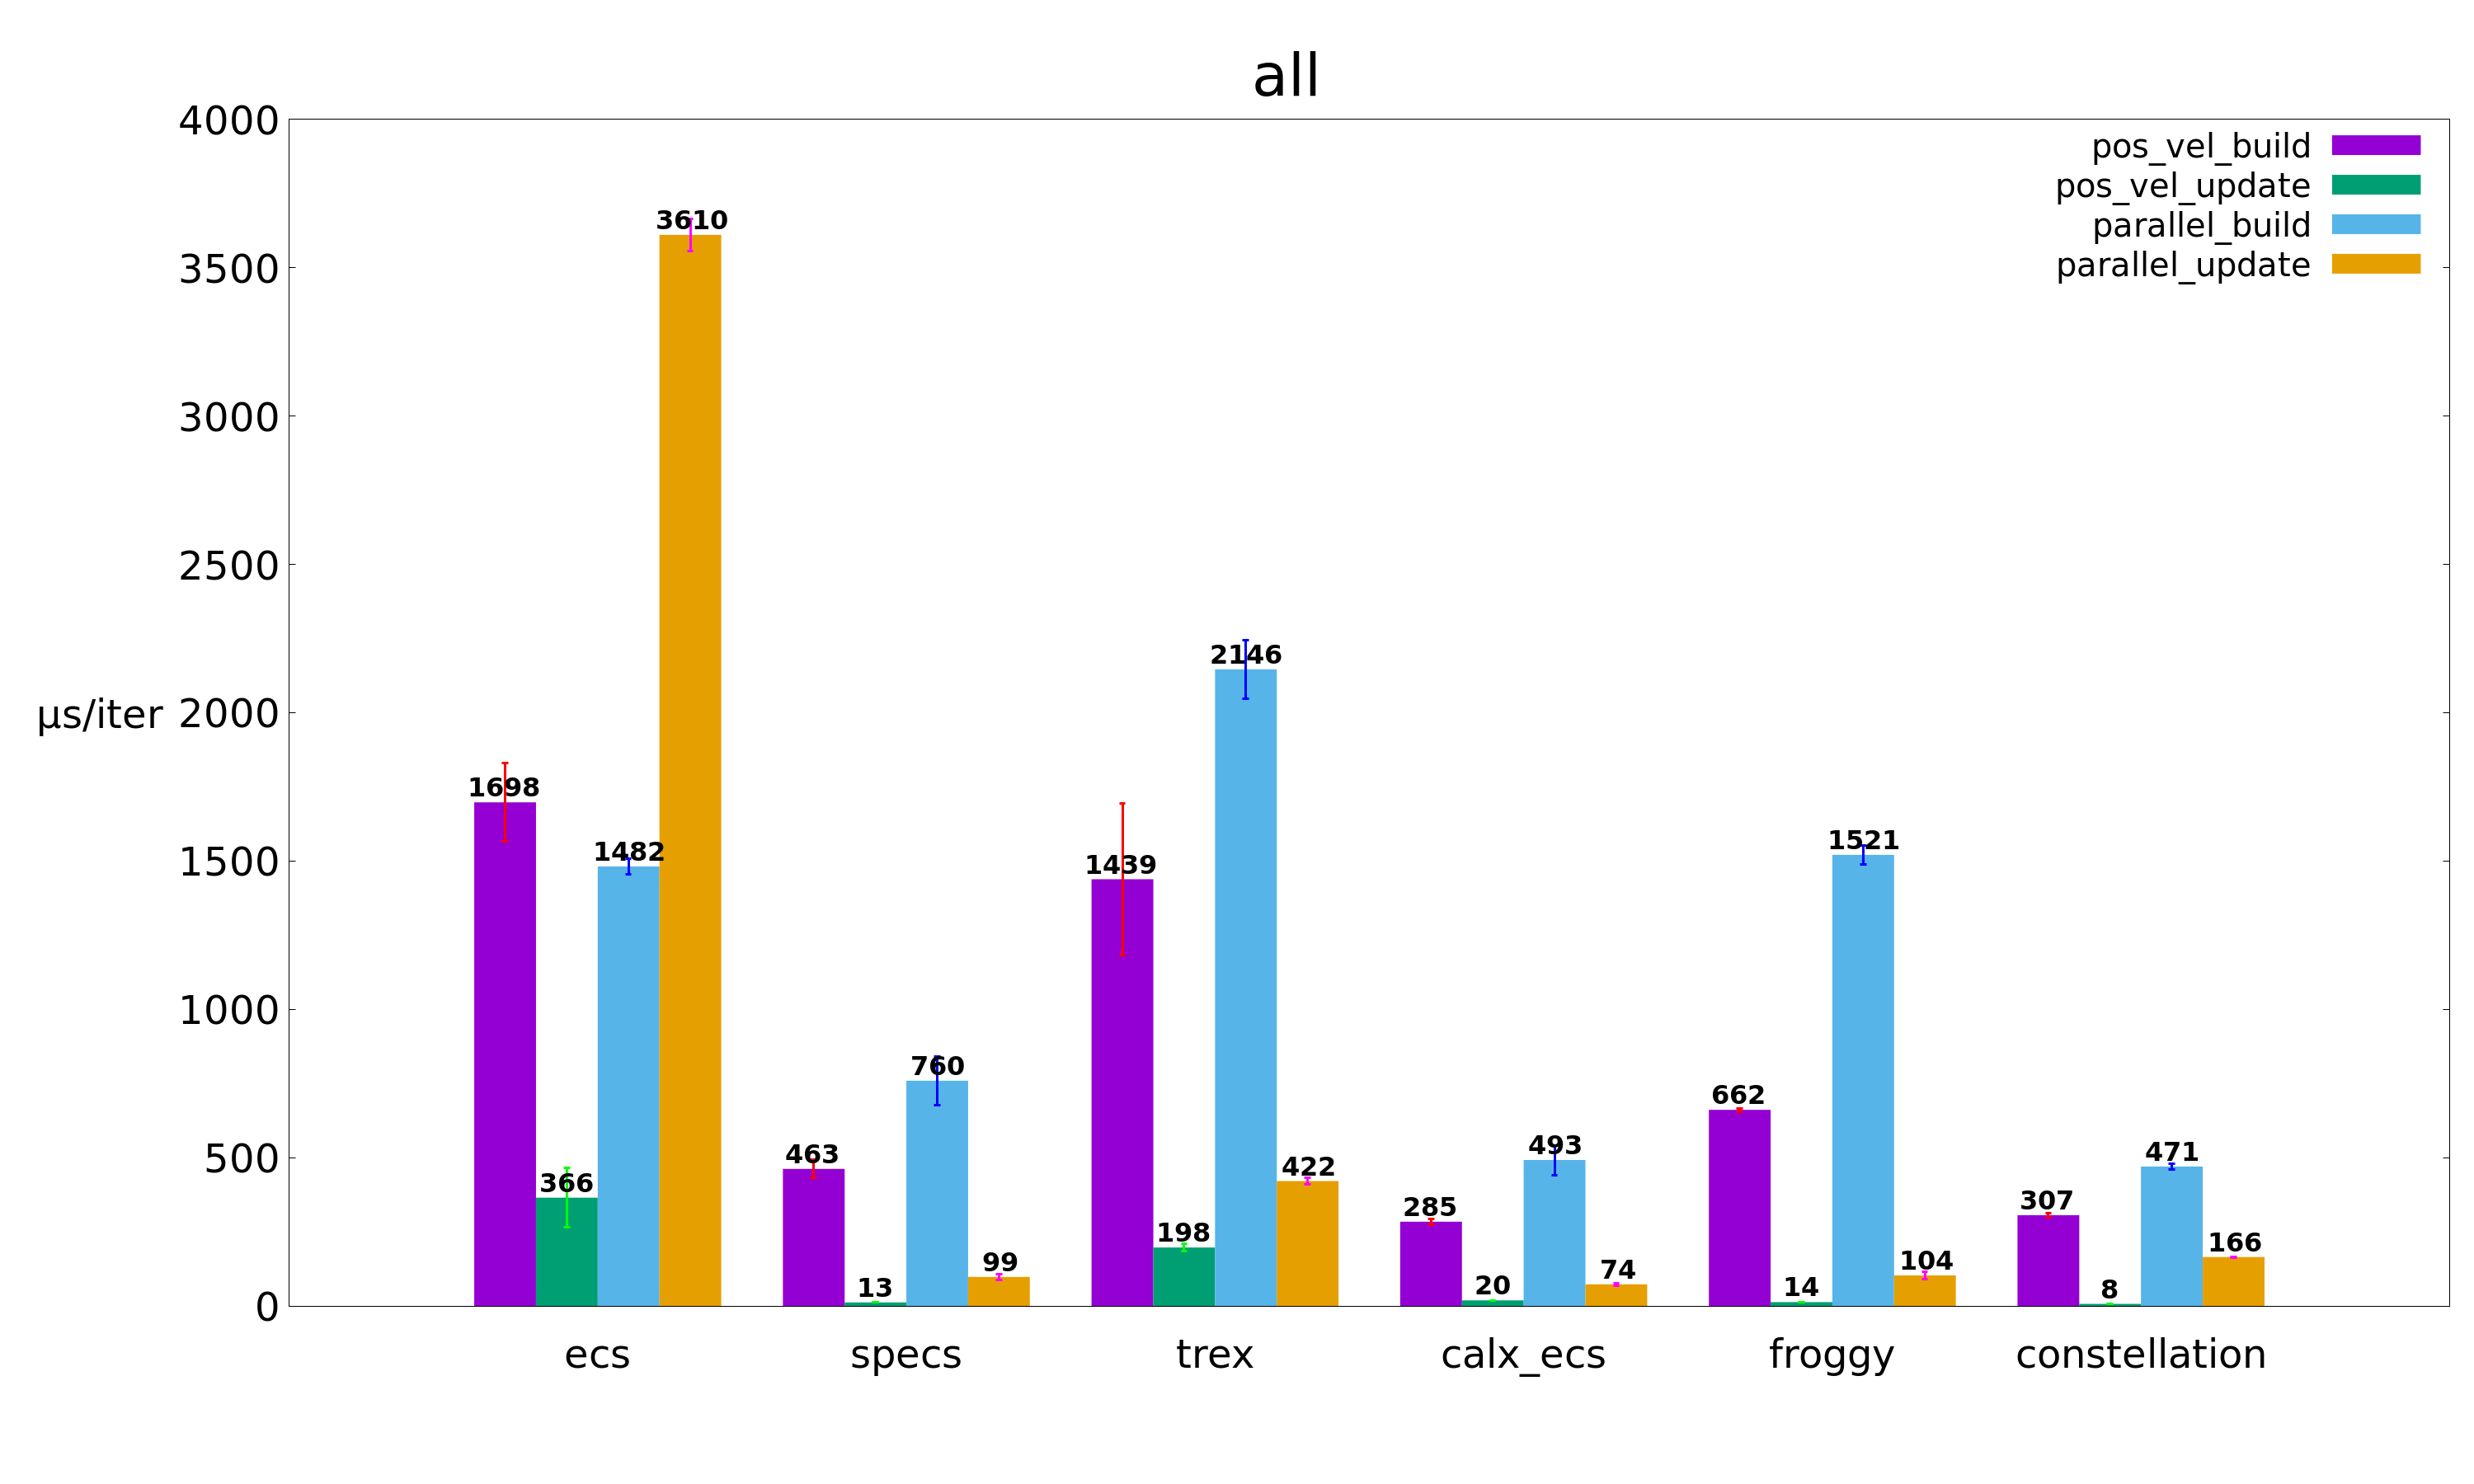 all
4000
3500
3000
2500
2000
1500
1000
500
0
µs/iter
pos_vel_build
pos_vel_update
parallel_build
parallel_update
1698
366
1482
3610
463
13
760
99
1439
198
2146
422
285
20
493
74
662
14
1521
104
307
8
471
166
ecs
specs
trex
calx_ecs
froggy
constellation